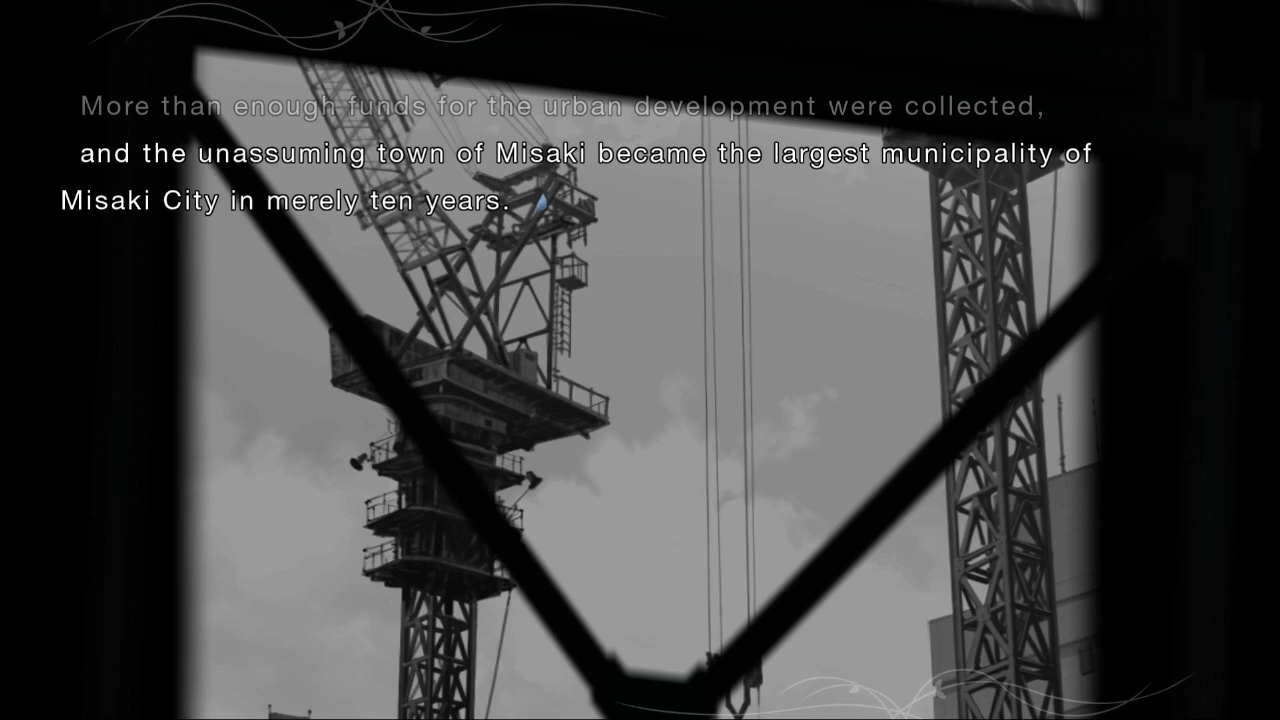 More than enough funds for the urban development were collected,
and the unassuming town of Misaki became the largest municipality of
Misaki City in merely ten years.